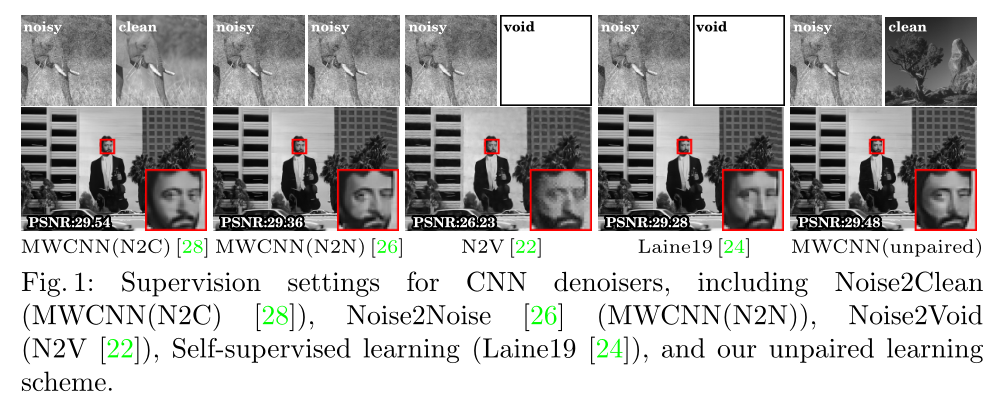 noisy clean noisy noisy noisy void noisy void noisy clean
PSNR:29.54 PSNR:29.36 PSNR:26.23 PSNR:29.28 PSNR:29.48
MWCNN(N2C) [28] MWCNN(N2N) [26] N2V [22] Laine19 [24] MWCNN(unpaired)
Fig. 1: Supervision settings for CNN denoisers, including Noise2Clean
(MWCNN(N2C) [28]), Noise2Noise [26] (MWCNN(N2N)), Noise2Void
(N2V [22]), Self-supervised learning (Laine19 [24]), and our unpaired learning
scheme.